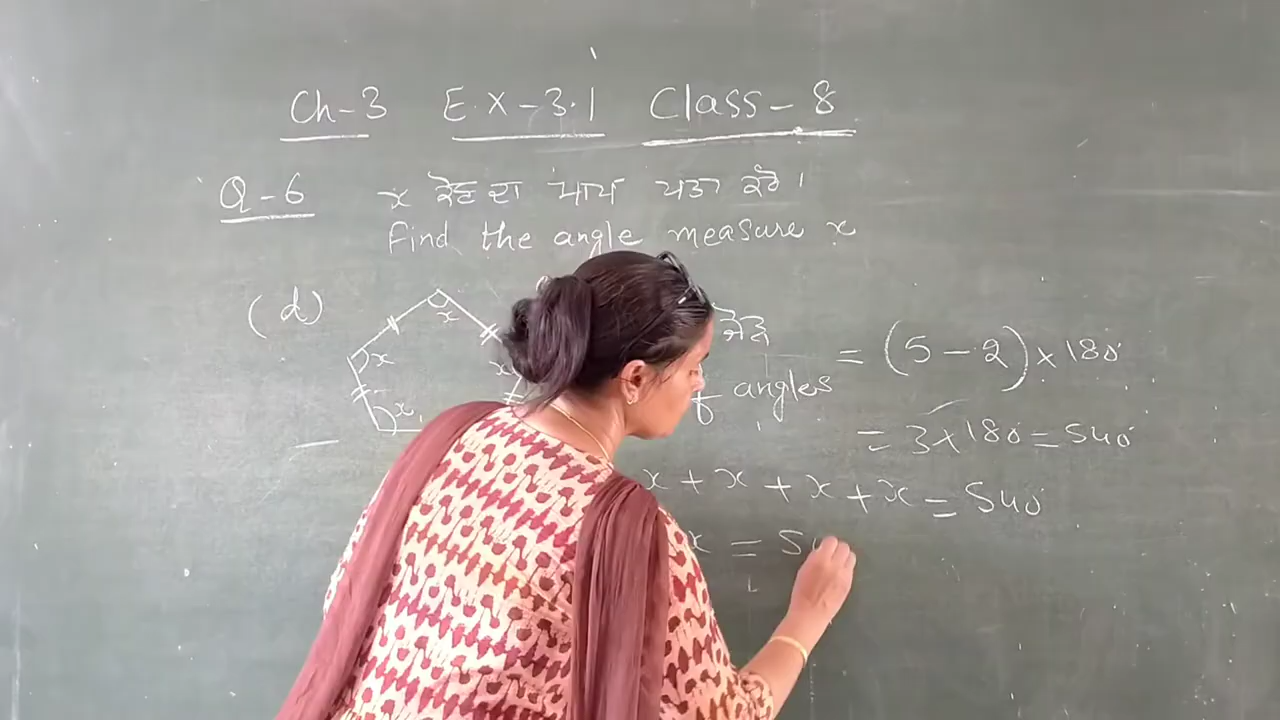 Ch-3 EX-3.1 Class-8
Q-6 x ਕੋਣ ਦਾ ਮਾਪ ਪਤਾ ਕਰੋ।
Find the angle measure x
(d)
x
x
x
x
= (5-2)×180°
angles
= 3×180°=540°
x + x + x + x = 540°
x = 5